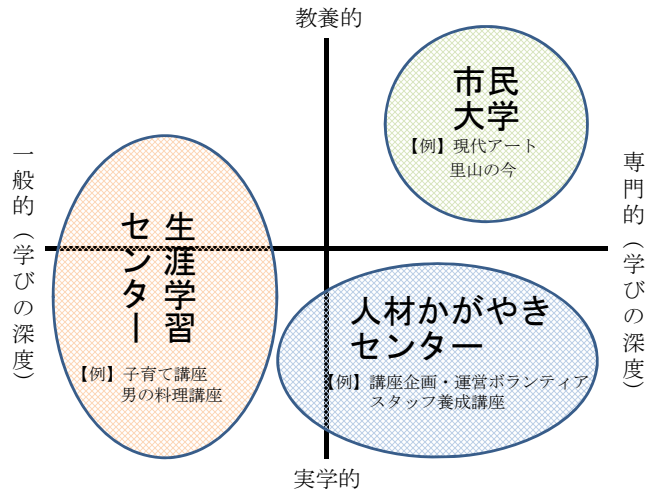 教養的
市民
大学
【例】現代アート
里山の今
一般的（学びの深度）
専門的（学びの深度）
生涯学習
センター
【例】子育て講座
男の料理講座
人材かがやき
センター
【例】講座企画・運営ボランティア
スタッフ養成講座
実学的